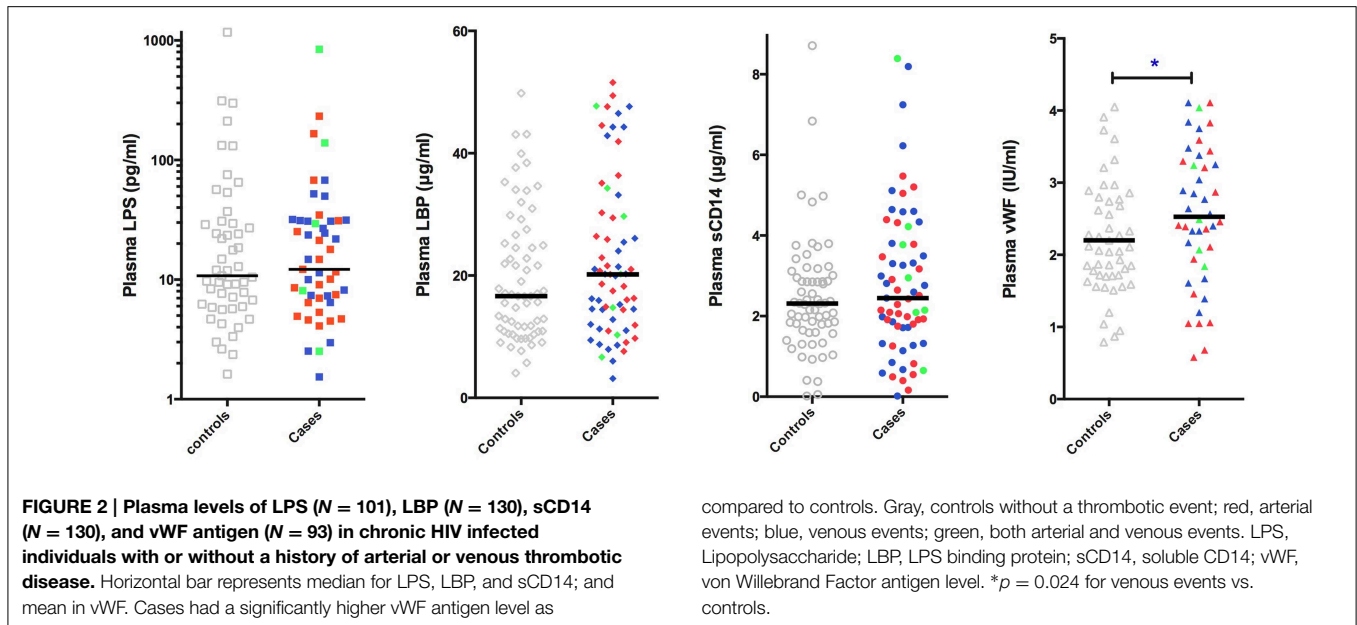 1000
100
10
1
Plasma LPS (pg/ml)
controls
Cases
60
40
20
0
Plasma LBP (µg/ml)
Controls
Cases
8
6
4
2
0
Plasma sCD14 (µg/ml)
Controls
Cases
5
4
3
2
1
0
Plasma vWF (IU/ml)
*
Controls
Cases
FIGURE 2 | Plasma levels of LPS (N = 101), LBP (N = 130), sCD14
(N = 130), and vWF antigen (N = 93) in chronic HIV infected
individuals with or without a history of arterial or venous thrombotic
disease. Horizontal bar represents median for LPS, LBP, and sCD14; and
mean in vWF. Cases had a significantly higher vWF antigen level as
compared to controls. Gray, controls without a thrombotic event; red, arterial
events; blue, venous events; green, both arterial and venous events. LPS,
Lipopolysaccharide; LBP, LPS binding protein; sCD14, soluble CD14; vWF,
von Willebrand Factor antigen level. *p = 0.024 for venous events vs.
controls.